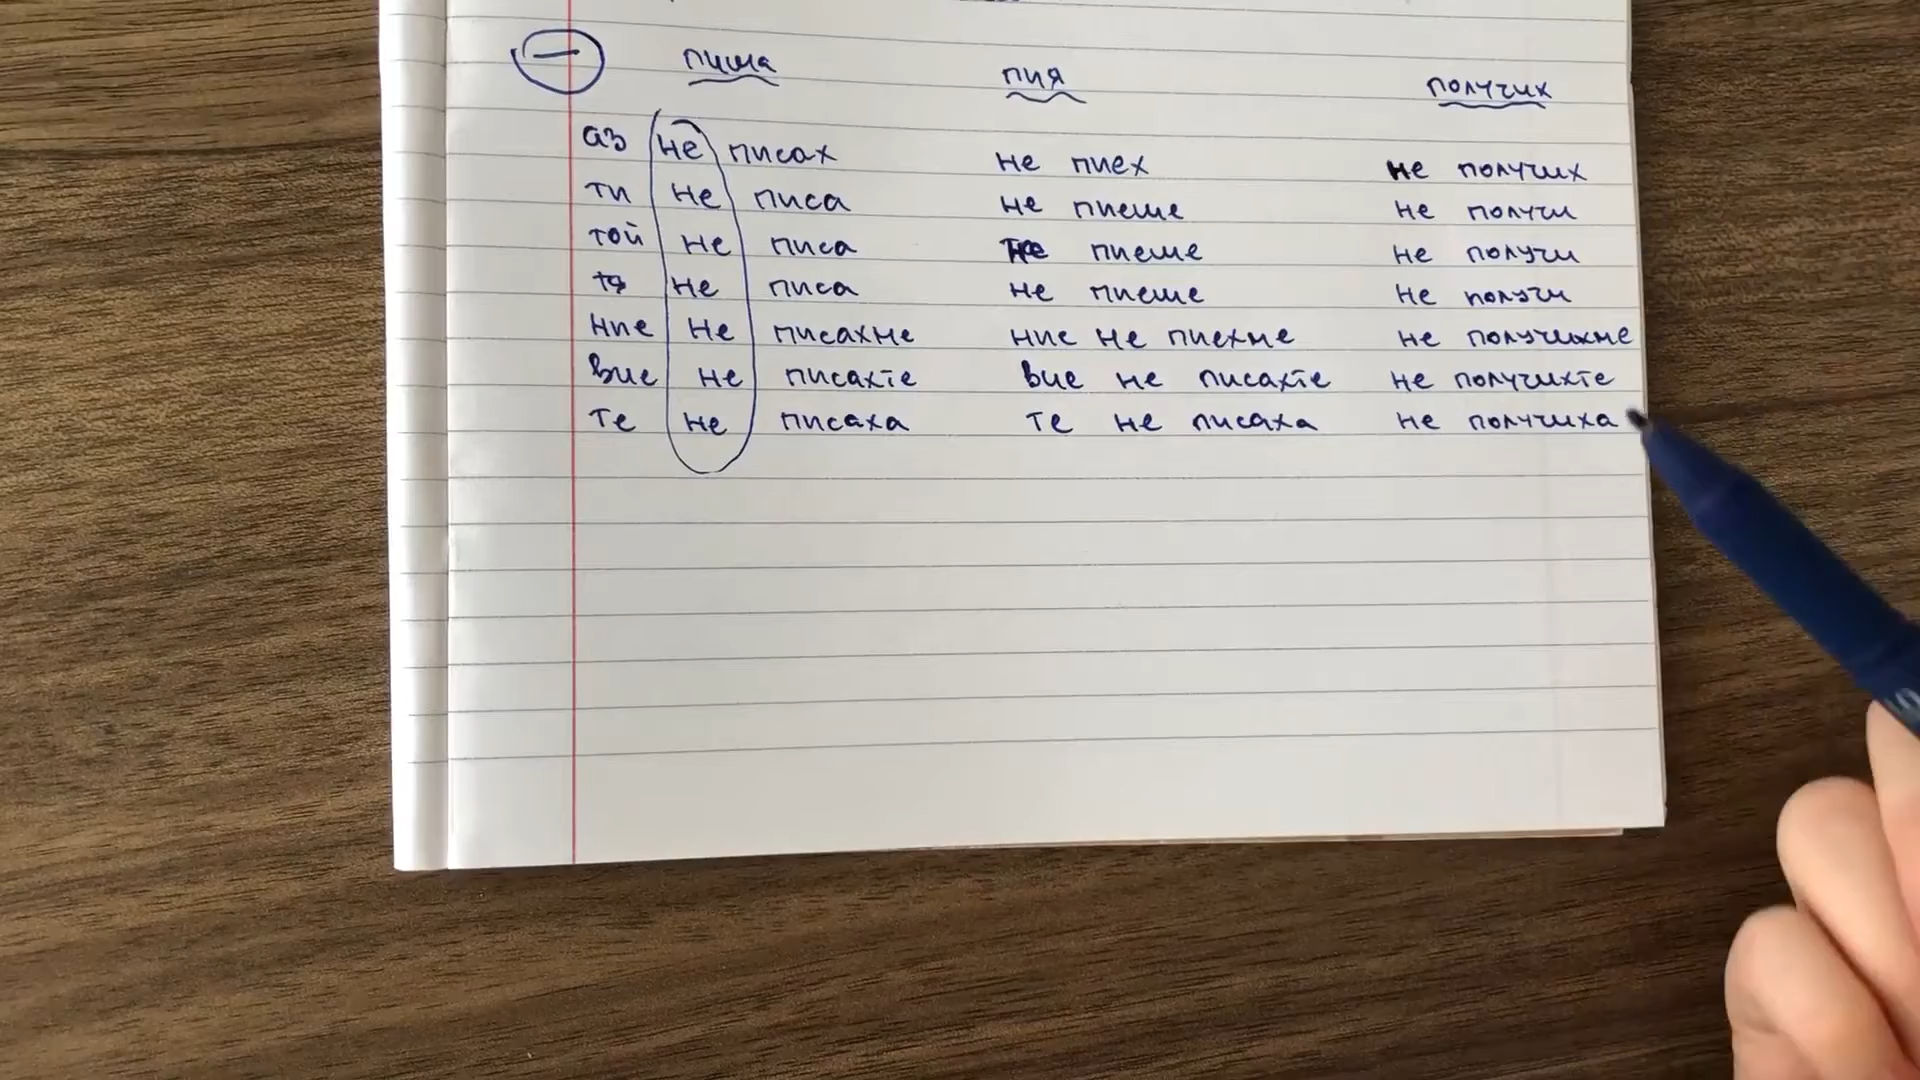 — пиша пия получих
аз не писах не пиех не получих
ти не писа не пиеше не получи
той не писа не пиеше не получи
тя не писа не пиеше не получи
ние не писахме ние не пиехме не получихме
вие не писахте вие не писахте не получихте
те не писаха те не писаха не получиха